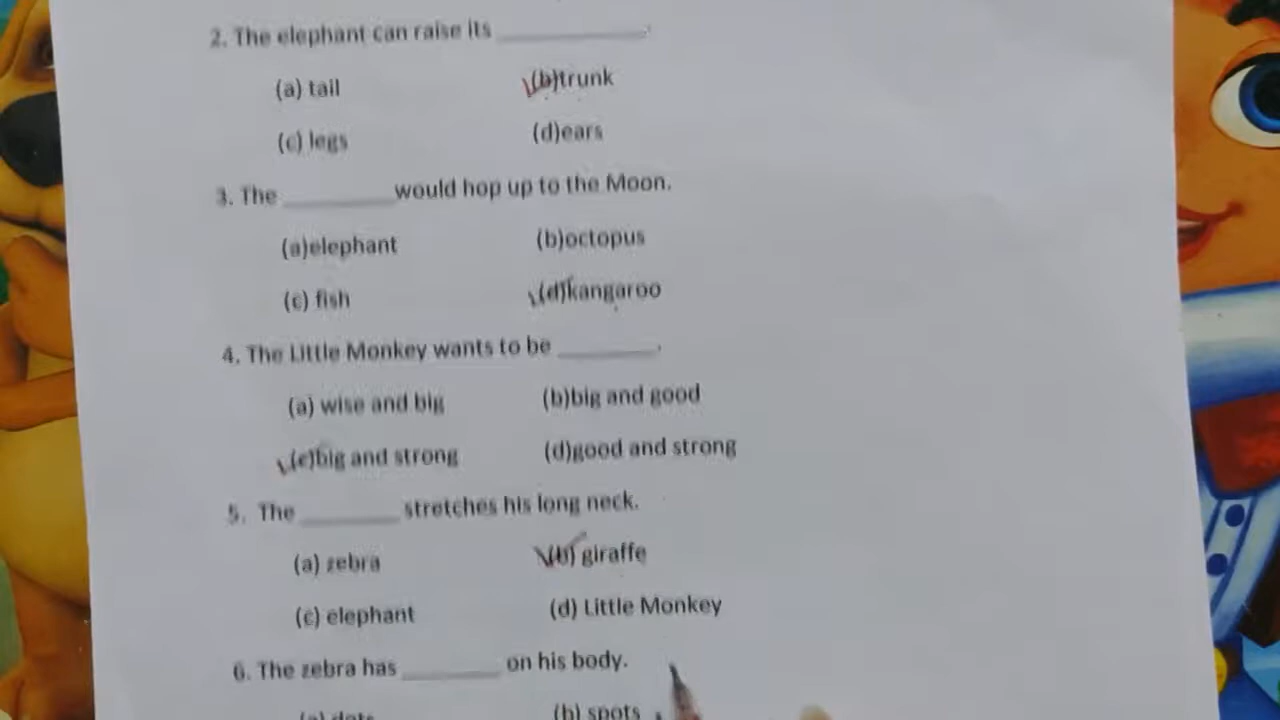 2. The elephant can raise its ____________.
(a) tail (b)trunk
(c) legs (d)ears
3. The _________ would hop up to the Moon.
(a)elephant (b)octopus
(c) fish (d)kangaroo
4. The Little Monkey wants to be ________.
(a) wise and big (b)big and good
(c)big and strong (d)good and strong
5. The ________ stretches his long neck.
(a) zebra (b) giraffe
(c) elephant (d) Little Monkey
6. The zebra has ________ on his body.
(a) dots (b) spots